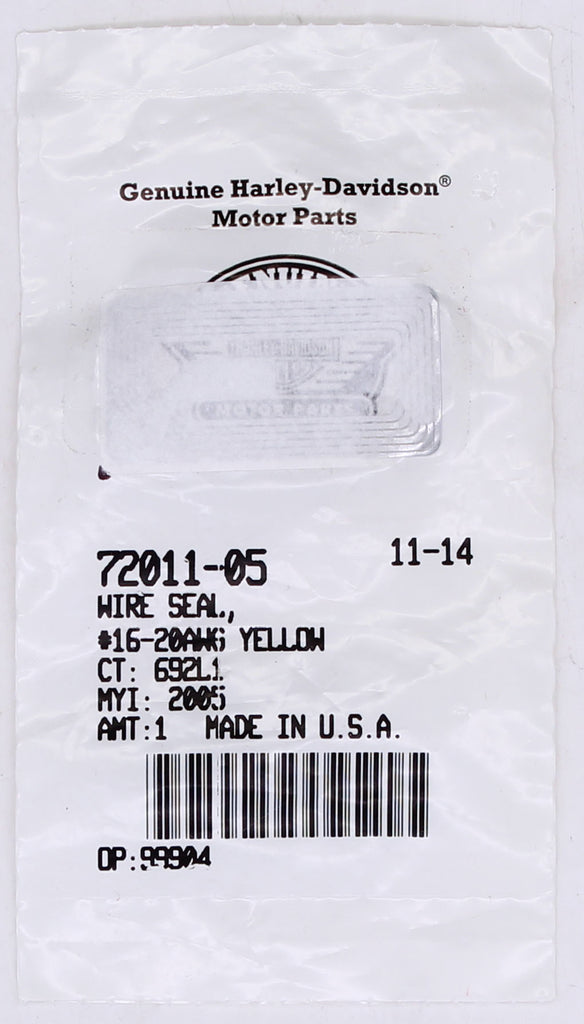 Genuine Harley-Davidson®
Motor Parts
72011-05
11-14
WIRE SEAL,
#16-20AWG YELLOW
CT: 692L1
MYI: 2005
AMT:1 MADE IN U.S.A.
OP:99904